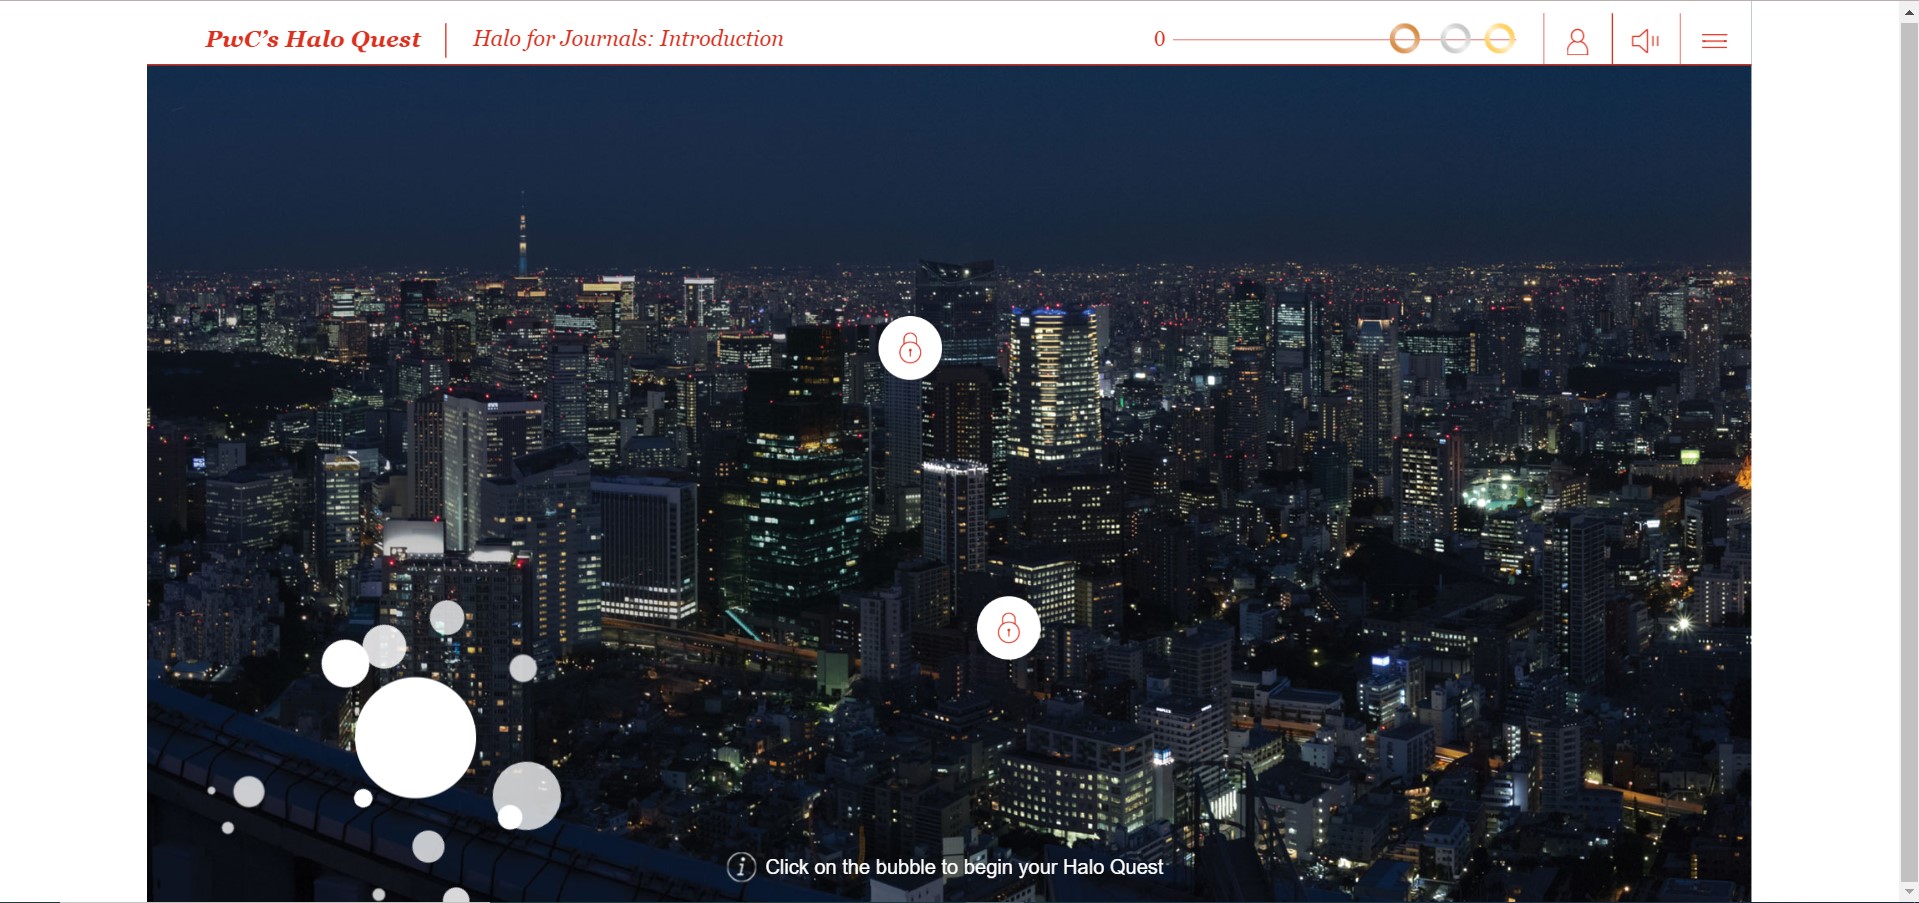 PwC's Halo Quest
Halo for Journals: Introduction
0
Click on the bubble to begin your Halo Quest